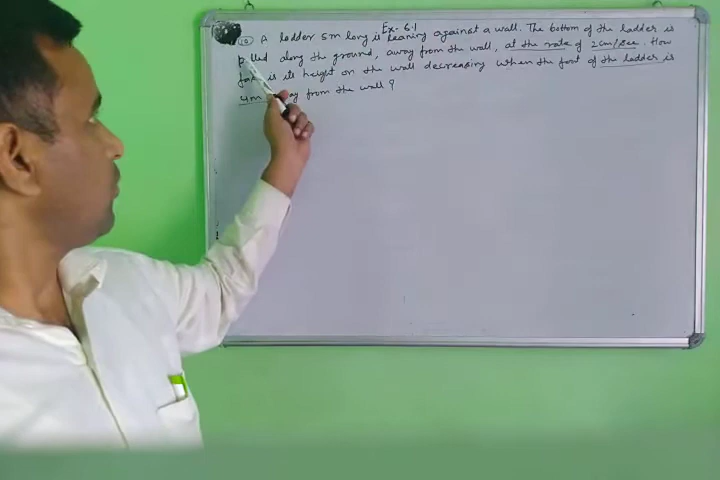 Ex- 6.1
(10) A ladder 5m long is leaning against a wall. The bottom of the ladder is
pulled along the ground, away from the wall, at the rate of 2cm/sec. How
is its height on the wall decreasing when the foot of the ladder is
4m from the wall ?